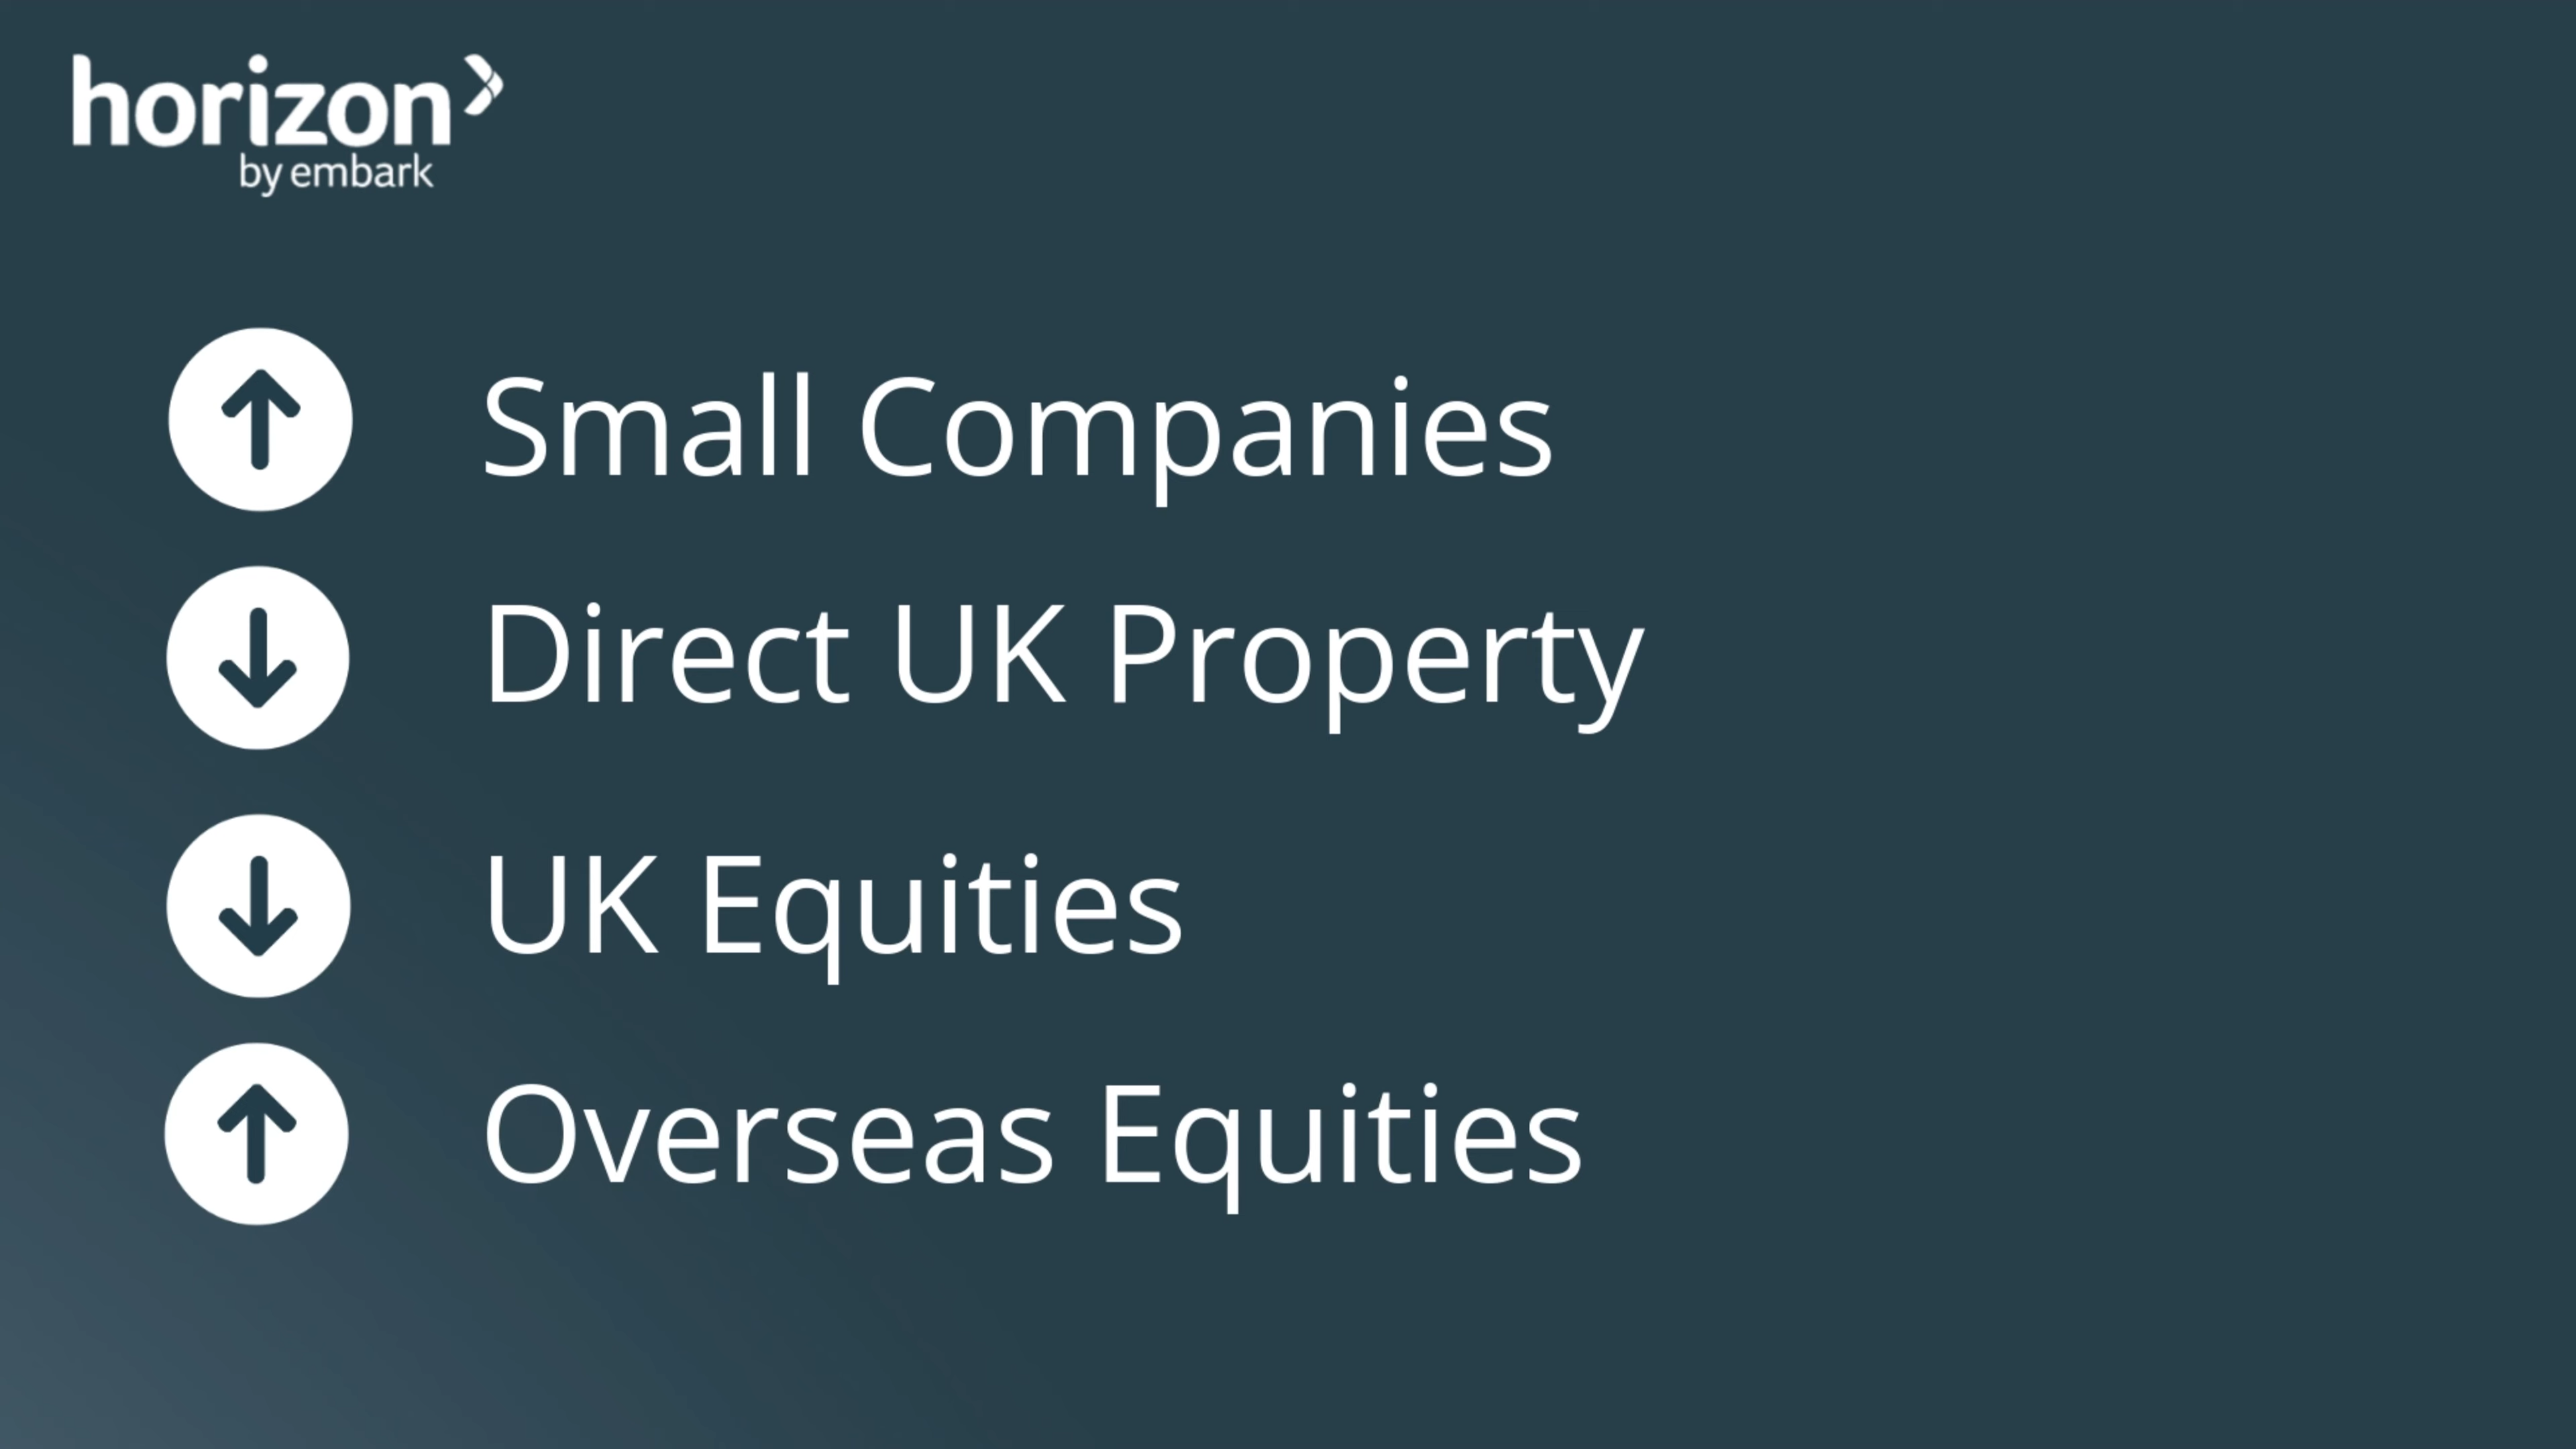 horizon
by embark
Small Companies
Direct UK Property
UK Equities
Overseas Equities